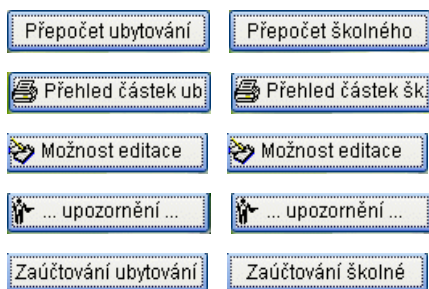 Přepočet ubytování Přepočet školného
Přehled částek ub Přehled částek šk.
Možnost editace Možnost editace
... upozornění ... ... upozornění ...
Zaúčtování ubytování Zaúčtování školné